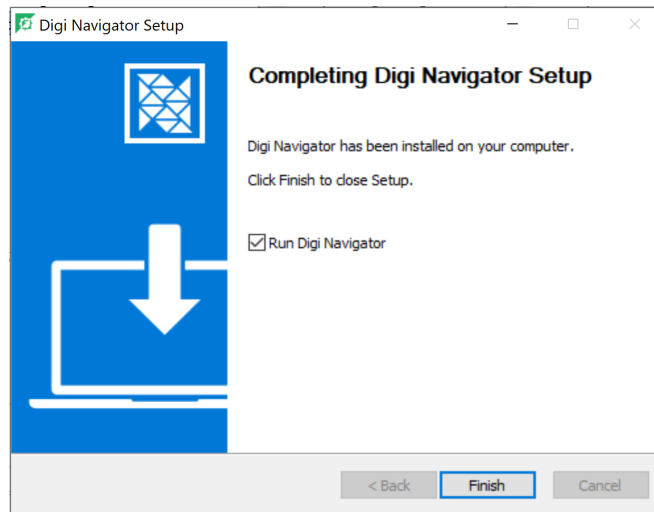 Digi Navigator Setup
Completing Digi Navigator Setup
Digi Navigator has been installed on your computer.
Click Finish to close Setup.
Run Digi Navigator
< Back
Finish
Cancel